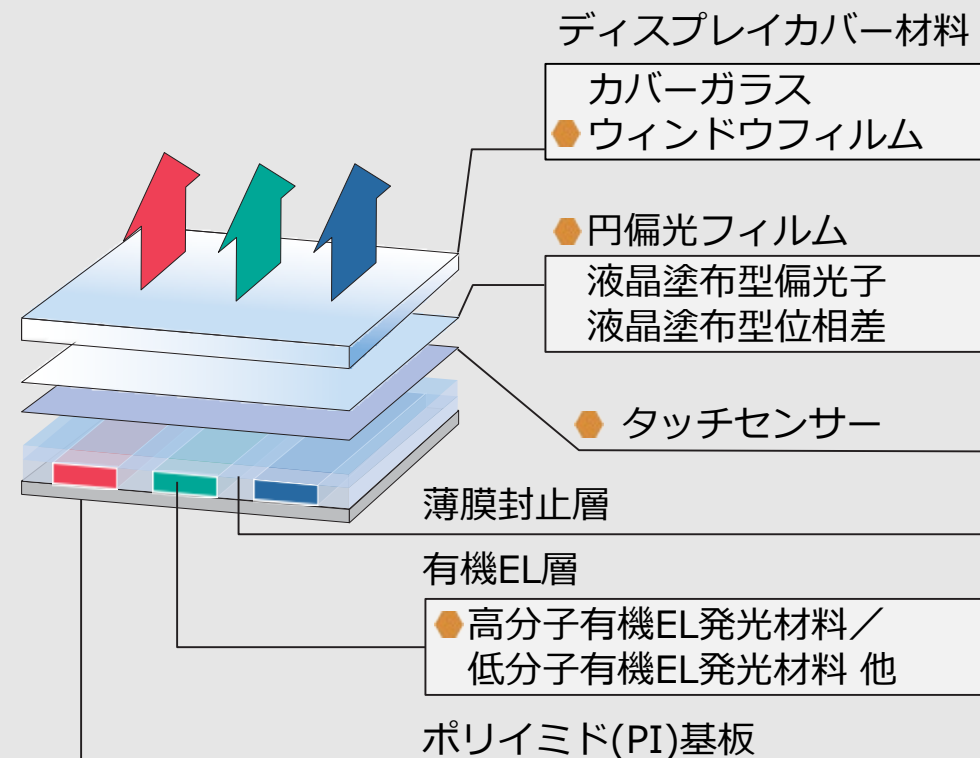 ディスプレイカバー材料
カバーガラス
ウィンドウフィルム
円偏光フィルム
液晶塗布型偏光子
液晶塗布型位相差
タッチセンサー
薄膜封止層
有機EL層
高分子有機EL発光材料／
低分子有機EL発光材料 他
ポリイミド(PI)基板